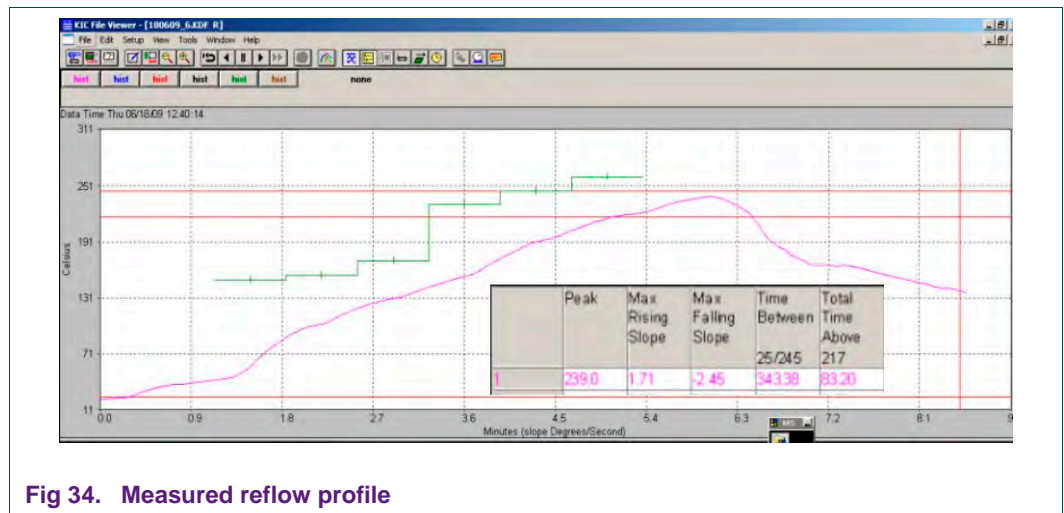 KIC File Viewer - [180609_6.KDF R]
File Edit Setup View Tools Window Help
hist hist hist hist hist hist none
Data Time Thu 06/18/09 12:40:14
311
251
191
131
71
11
Celsius
Peak Max Rising Slope Max Falling Slope Time Between 25/245 Total Time Above 217
1 239.0 1.71 -2.45 343.38 83.20
0.0 0.9 1.8 2.7 3.6 4.5 5.4 6.3 7.2 8.1 9
Minutes (slope Degrees/Second)
Fig 34. Measured reflow profile